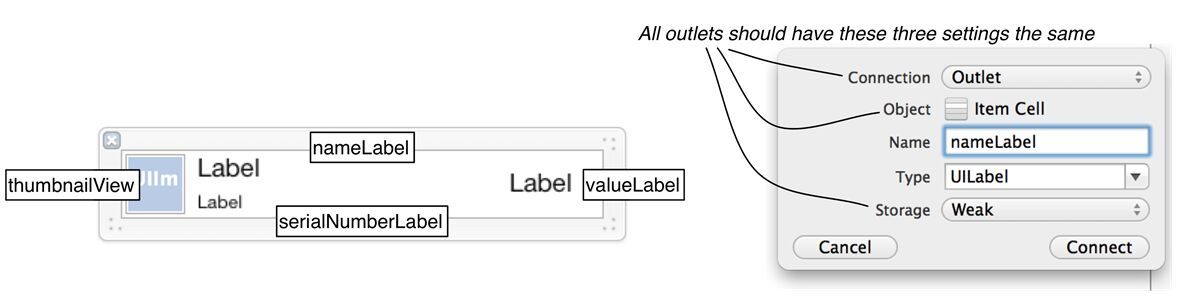 All outlets should have these three settings the same
Connection Outlet
Object Item Cell
Name nameLabel
Type UILabel
Storage Weak
Cancel Connect
nameLabel
thumbnailView
UIIm
Label
Label
Label
valueLabel
serialNumberLabel